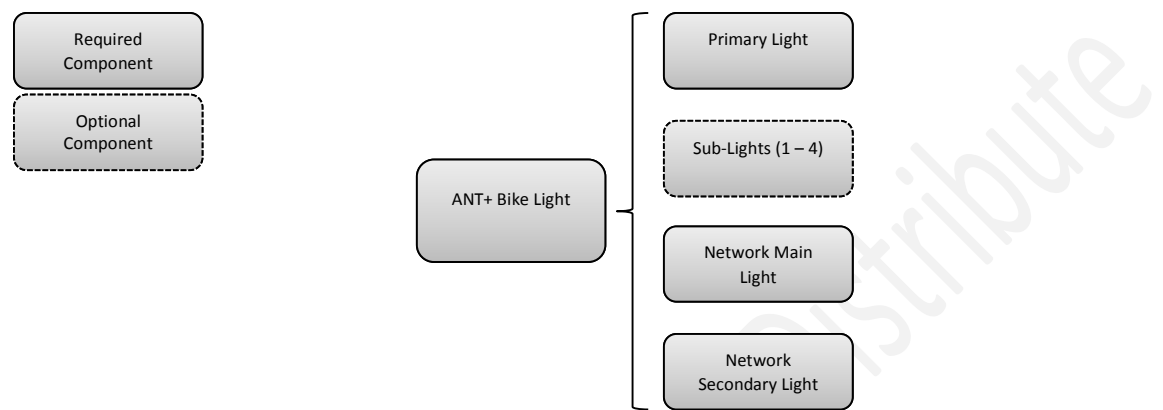 Required
Component
Optional
Component
ANT+ Bike Light
Primary Light
Sub-Lights (1 – 4)
Network Main
Light
Network
Secondary Light
Distribute